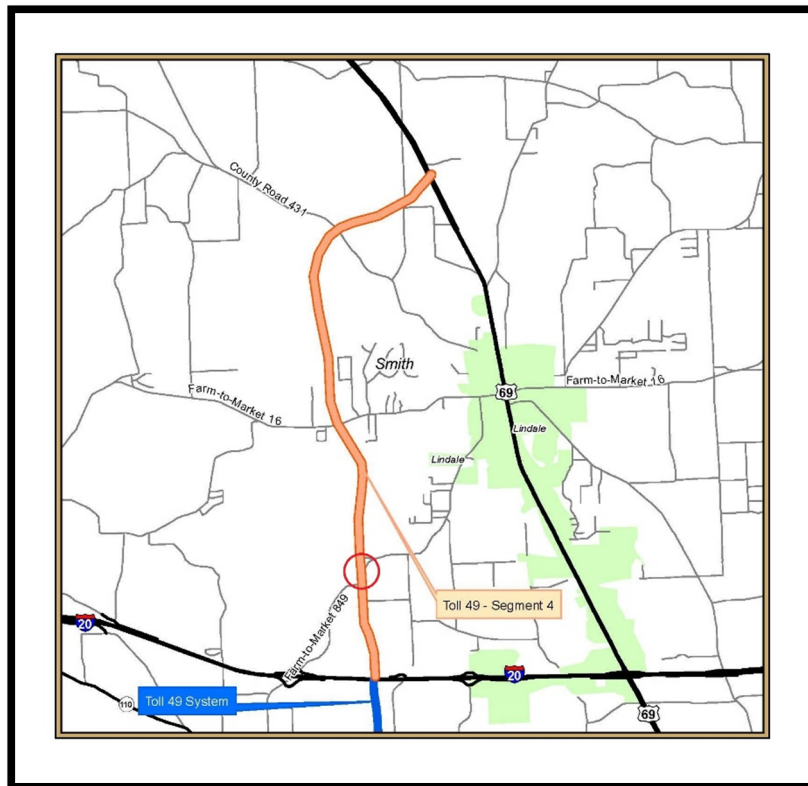 County Road 431
Smith
Farm-to-Market 16
Farm-to-Market 16
69
Lindale
Lindale
Toll 49 - Segment 4
Farm-to-Market 849
20
20
110
Toll 49 System
69